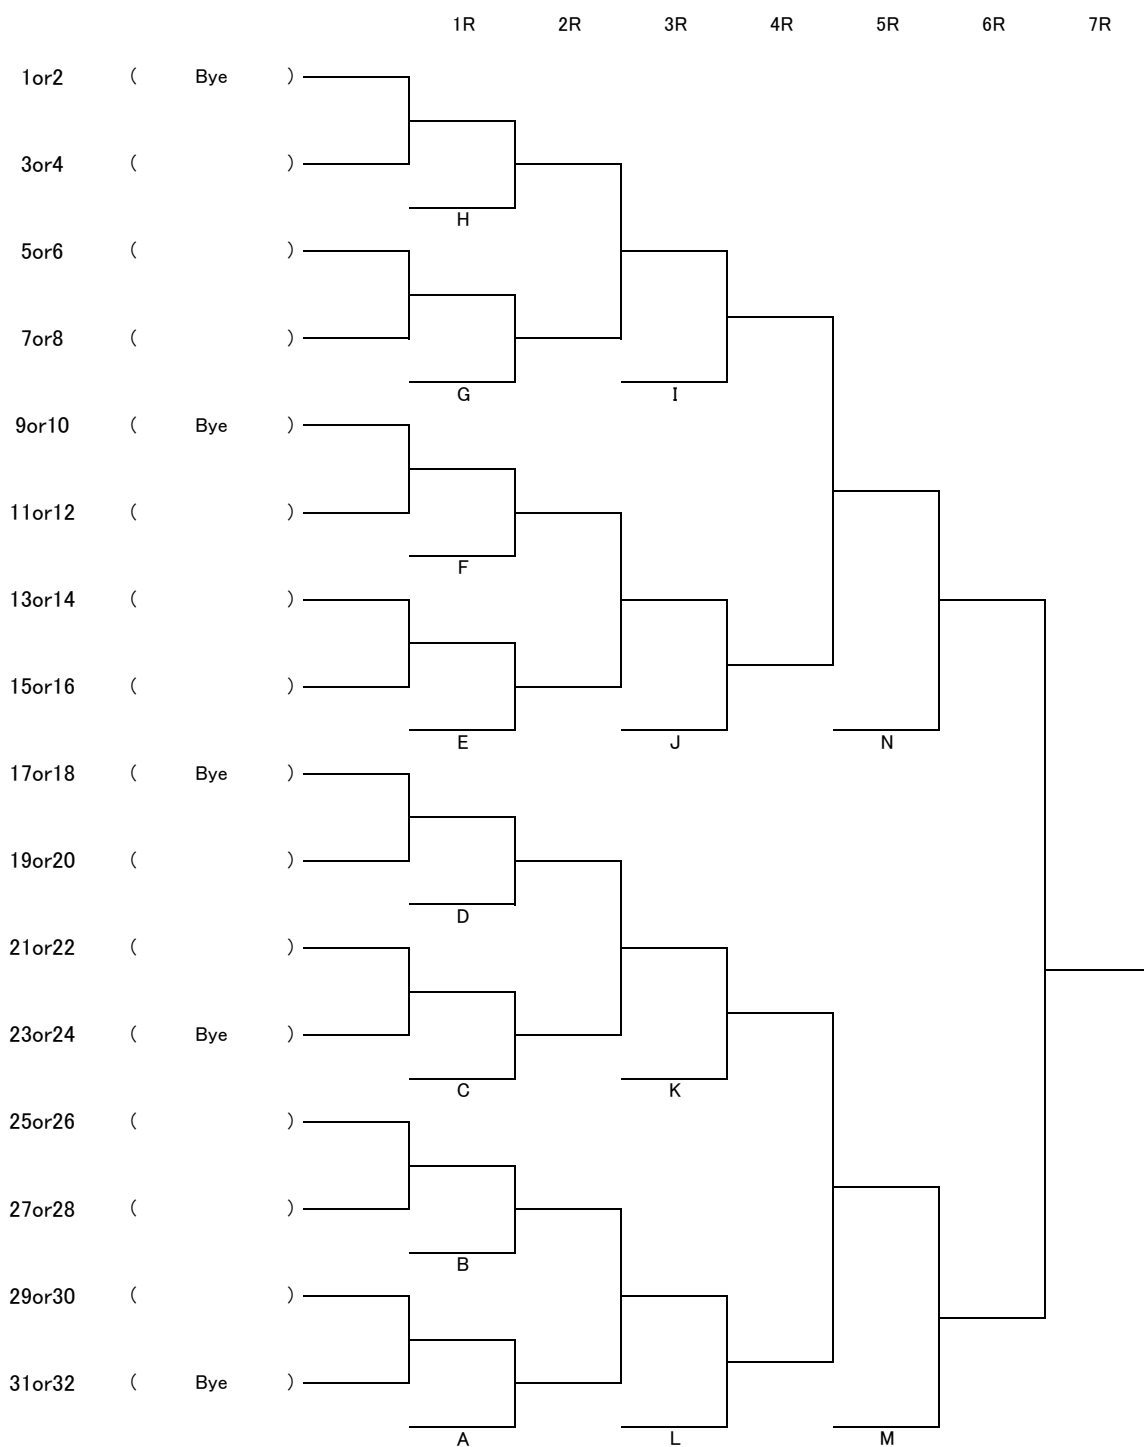 1R 2R 3R 4R 5R 6R 7R
1or2 ( Bye )
3or4 ( )
H
5or6 ( )
7or8 ( )
G I
9or10 ( Bye )
11or12 ( )
F
13or14 ( )
15or16 ( )
E J N
17or18 ( Bye )
19or20 ( )
D
21or22 ( )
23or24 ( Bye )
C K
25or26 ( )
27or28 ( )
B
29or30 ( )
31or32 ( Bye )
A L M